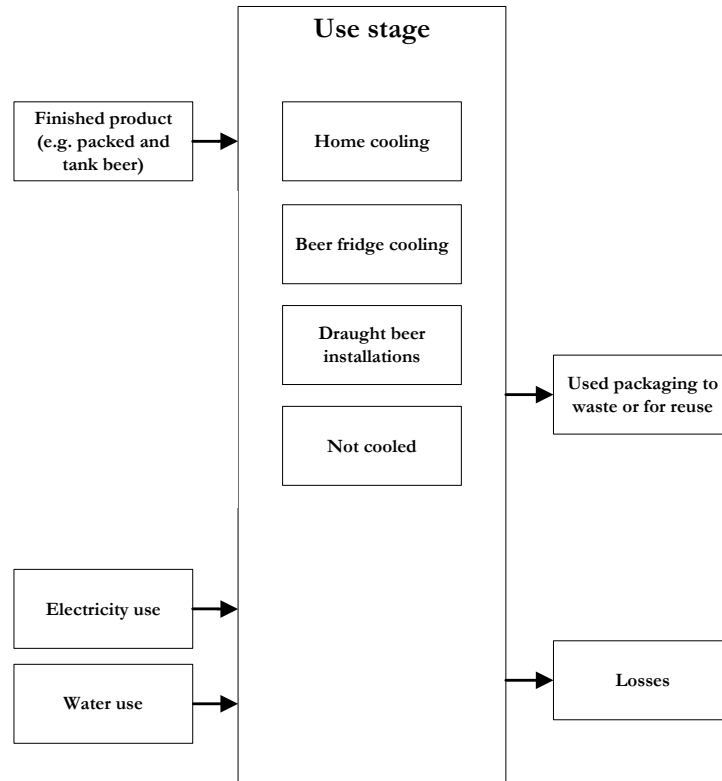 Use stage
Finished product
(e.g. packed and
tank beer)
Home cooling
Beer fridge cooling
Draught beer
installations
Used packaging to
waste or for reuse
Not cooled
Electricity use
Losses
Water use